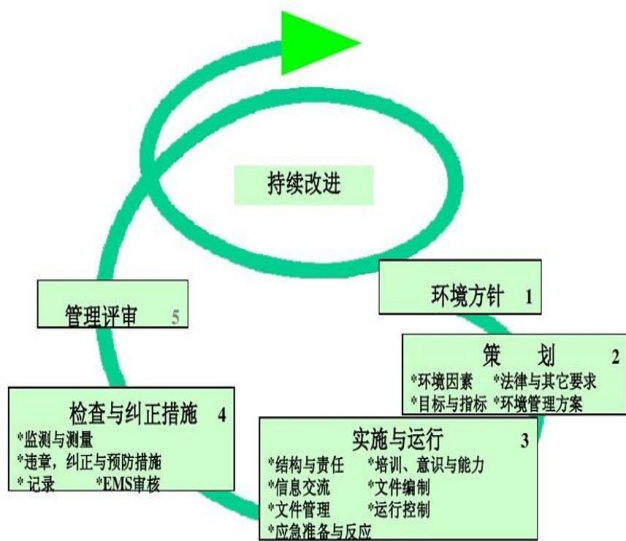 持续改进
环境方针 1
策 划 2
*环境因素 *法律与其它要求
*目标与指标 *环境管理方案
实施与运行 3
*结构与责任 *培训、意识与能力
*信息交流 *文件编制
*文件管理 *运行控制
*应急准备与反应
检查与纠正措施 4
*监测与测量
*违章，纠正与预防措施
*记录 *EMS审核
管理评审 5